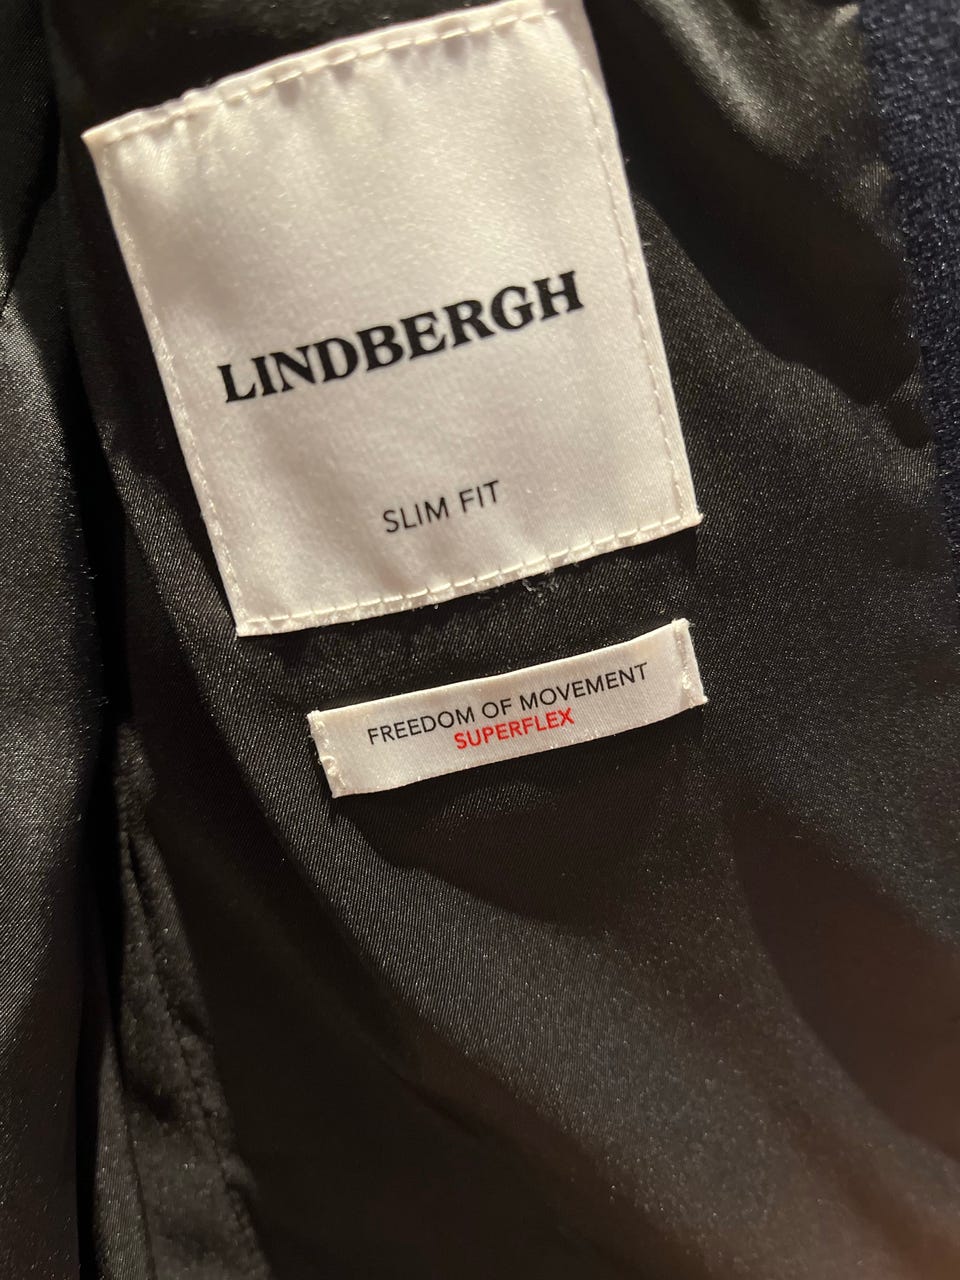 LINDBERGH
SLIM FIT
FREEDOM OF MOVEMENT
SUPERFLEX